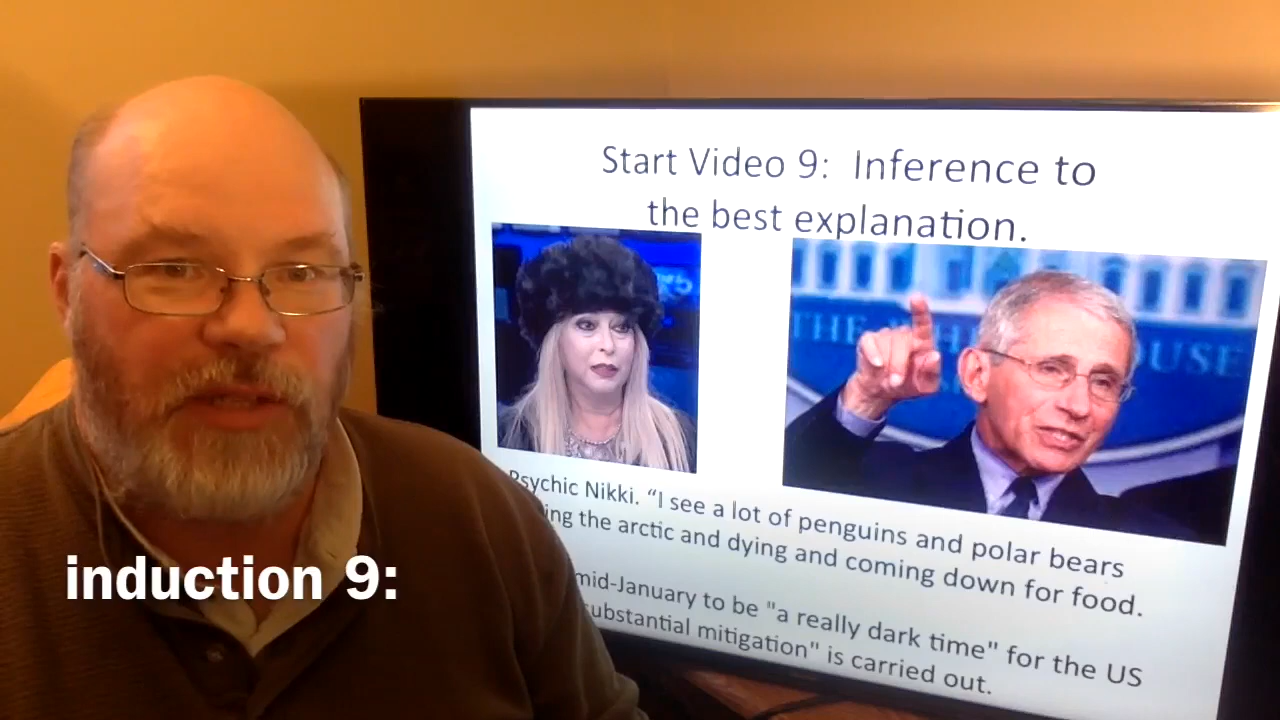 Start Video 9: Inference to
the best explanation.
THE WHITE HOUSE
Psychic Nikki. “I see a lot of penguins and polar bears
ing the arctic and dying and coming down for food.
mid-January to be "a really dark time" for the US
substantial mitigation" is carried out.
induction 9: